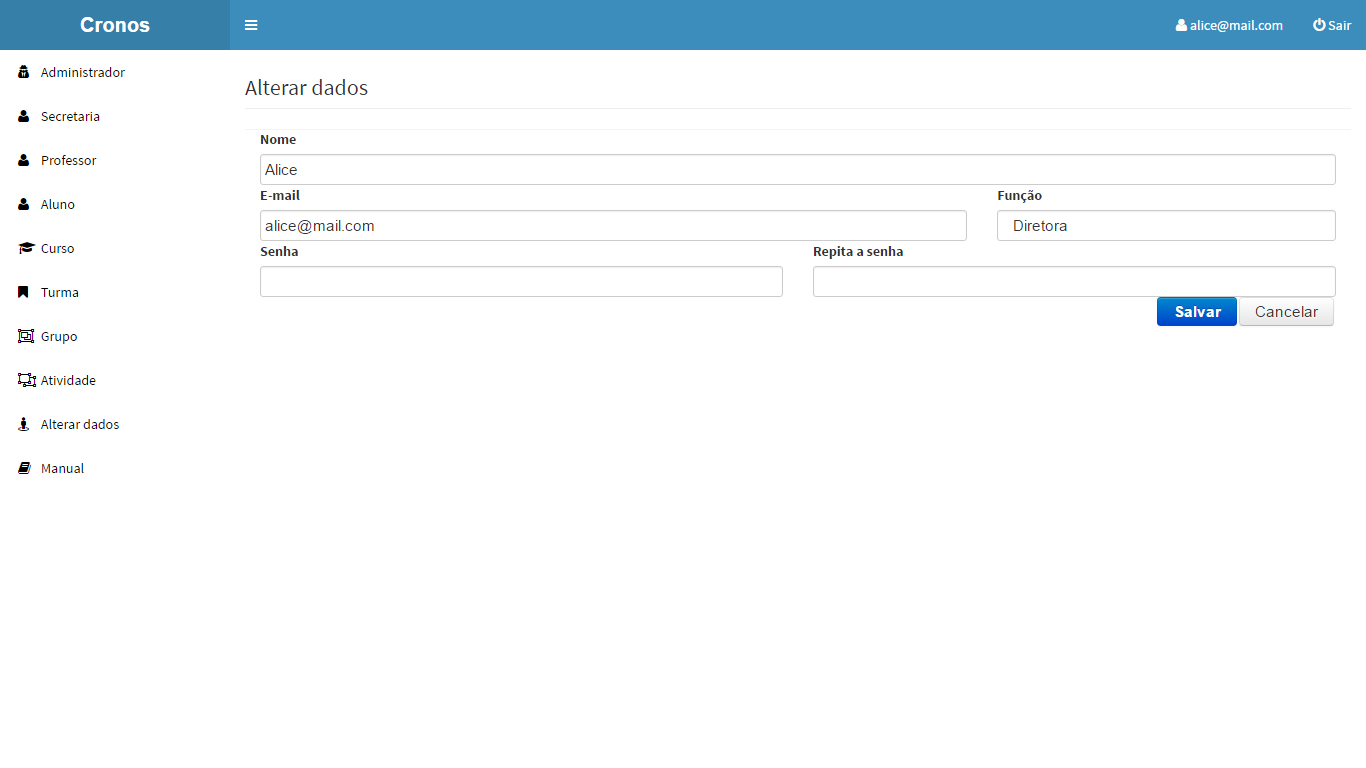 Cronos
alice@mail.com
Sair
Administrador
Secretaria
Professor
Aluno
Curso
Turma
Grupo
Atividade
Alterar dados
Manual
Alterar dados
Nome
Alice
E-mail
Função
alice@mail.com
Diretora
Senha
Repita a senha
Salvar
Cancelar